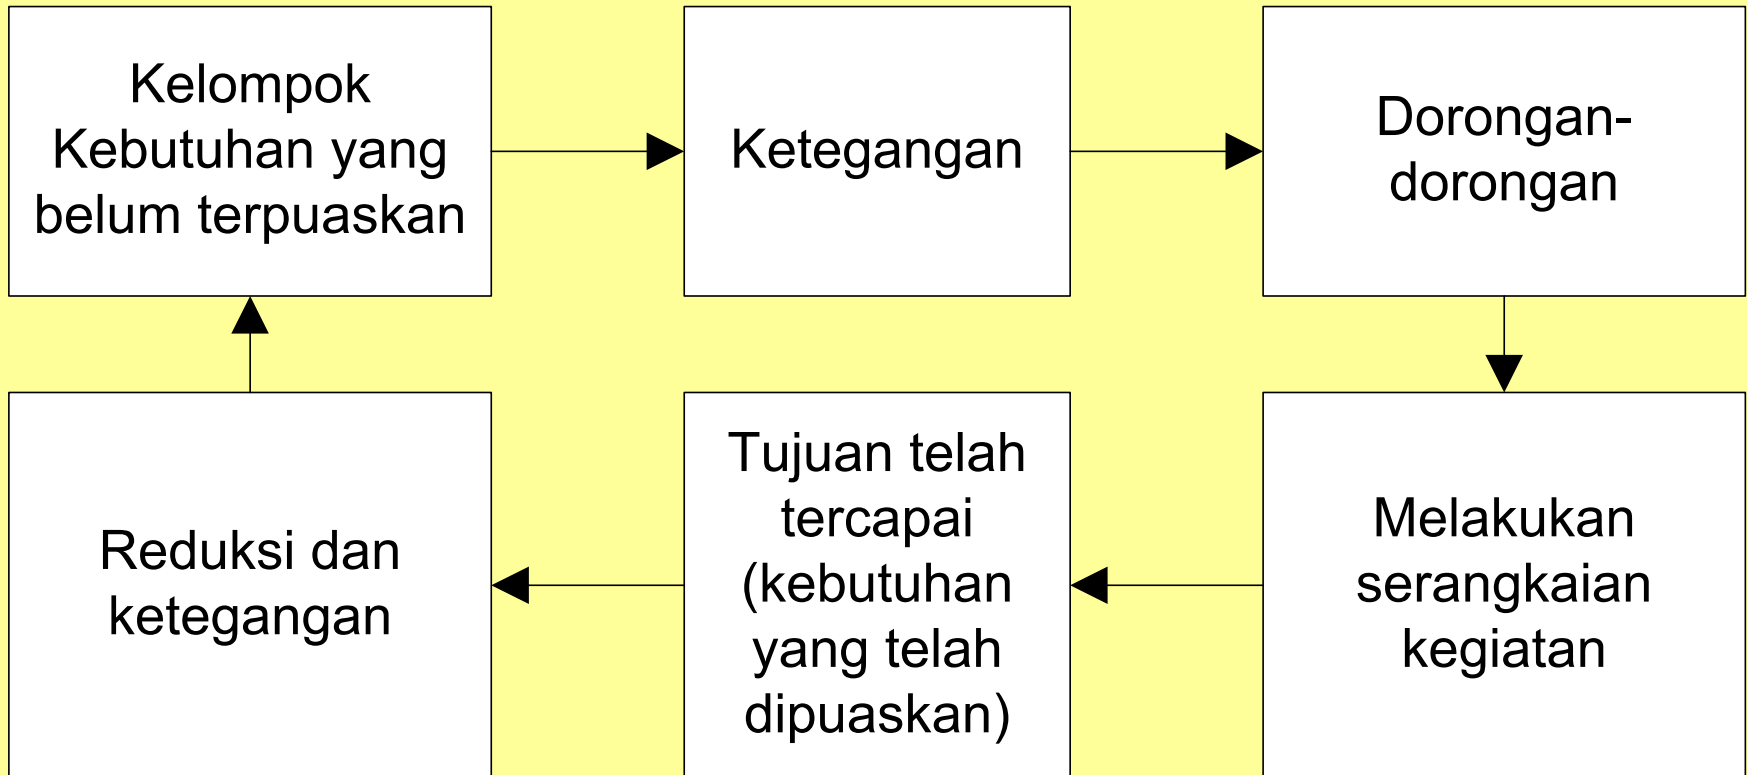 Kelompok
Kebutuhan yang
belum terpuaskan
Ketegangan
Dorongan-
dorongan
Melakukan
serangkaian
kegiatan
Tujuan telah
tercapai
(kebutuhan
yang telah
dipuaskan)
Reduksi dan
ketegangan